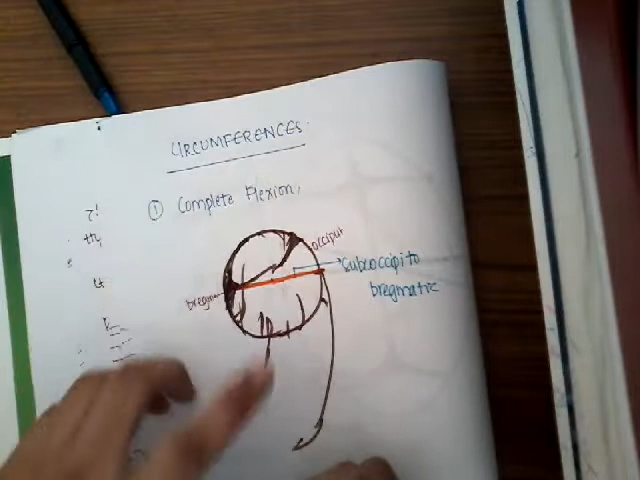 CIRCUMFERENCES.
① Complete Flexion,
occiput
Suboccipito
bregmatic
bregma